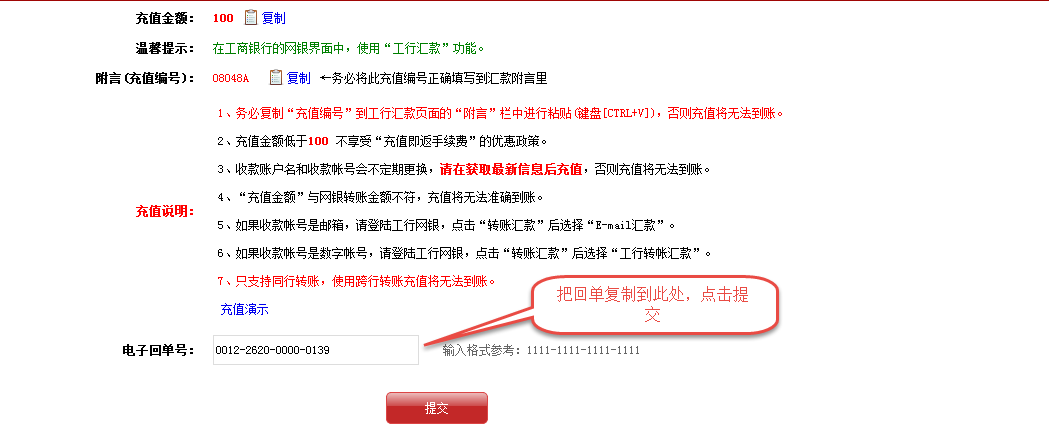 充值金额： 100 复制
温馨提示： 在工商银行的网银界面中，使用“工行汇款”功能。
附言(充值编号)： 08048A 复制 ←务必将此充值编号正确填写到汇款附言里
1、务必复制“充值编号”到工行汇款页面的“附言”栏中进行粘贴(键盘[CTRL+V])，否则充值将无法到账。
2、充值金额低于100 不享受“充值即返手续费”的优惠政策。
3、收款账户名和收款帐号会不定期更换，请在获取最新信息后充值，否则充值将无法到账。
4、“充值金额”与网银转账金额不符，充值将无法准确到账。
充值说明：
5、如果收款帐号是邮箱，请登陆工行网银，点击“转账汇款”后选择“E-mail汇款”。
6、如果收款帐号是数字帐号，请登陆工行网银，点击“转账汇款”后选择“工行转帐汇款”。
7、只支持同行转账，使用跨行转账充值将无法到账。
充值演示
把回单复制到此处，点击提
交
电子回单号： 0012-2620-0000-0139 输入格式参考：1111-1111-1111-1111
提交